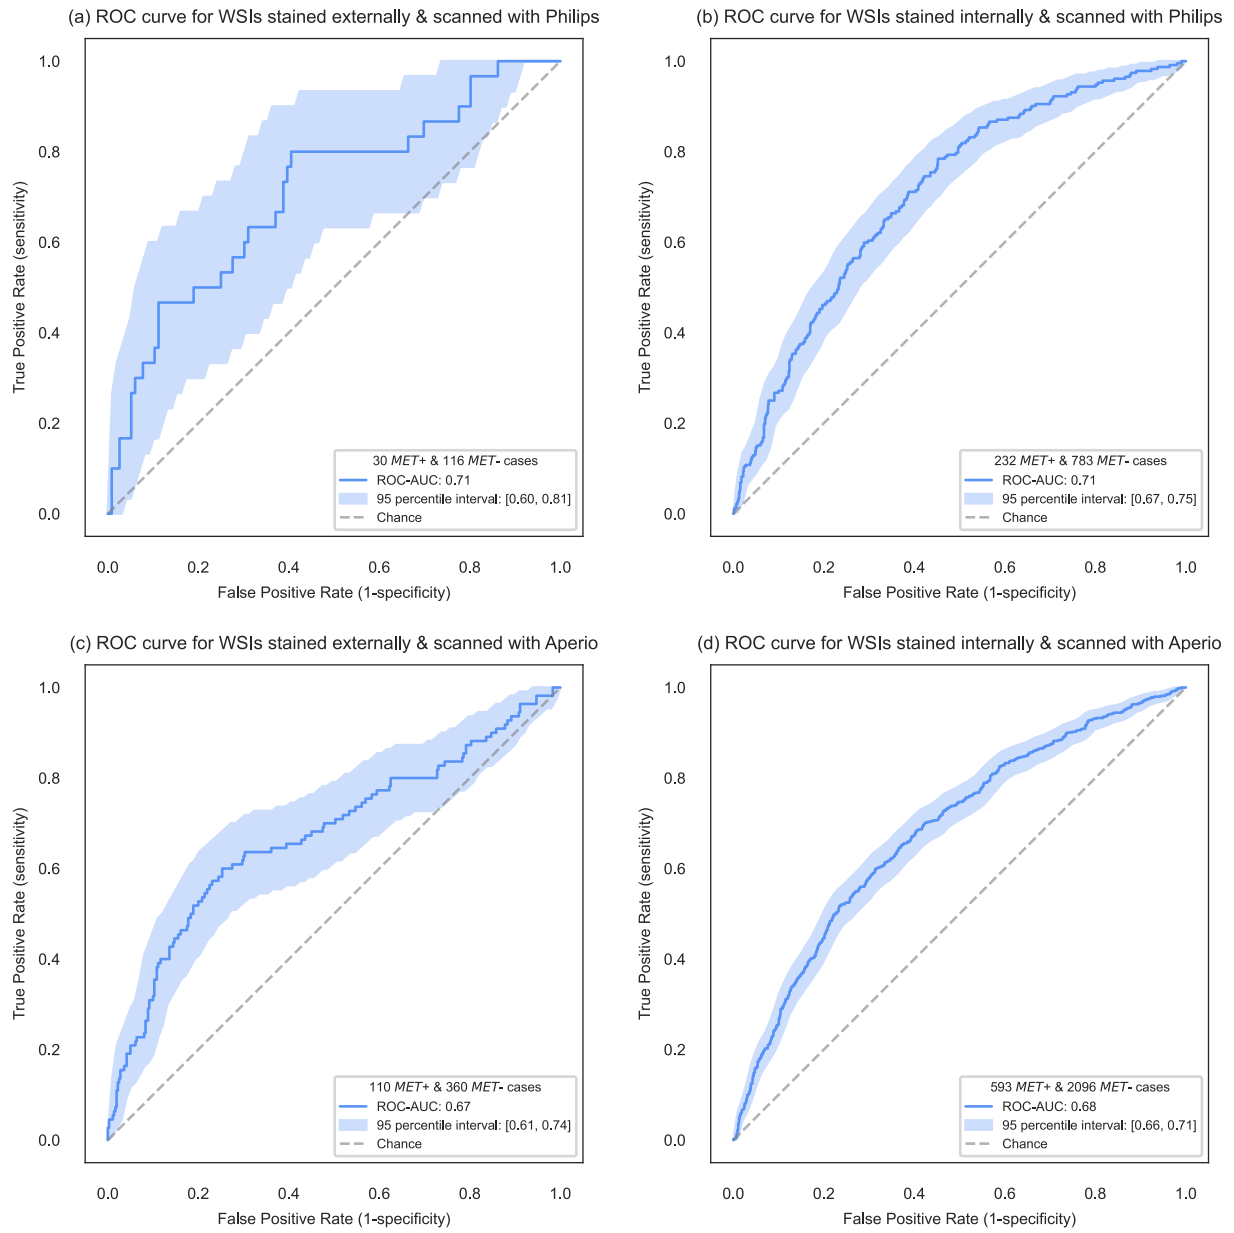 (a) ROC curve for WSIs stained externally & scanned with Philips
True Positive Rate (sensitivity)
1.0
0.8
0.6
0.4
0.2
0.0
30 MET+ & 116 MET- cases
ROC-AUC: 0.71
95 percentile interval: [0.60, 0.81]
Chance
0.0 0.2 0.4 0.6 0.8 1.0
False Positive Rate (1-specificity)
(b) ROC curve for WSIs stained internally & scanned with Philips
True Positive Rate (sensitivity)
1.0
0.8
0.6
0.4
0.2
0.0
232 MET+ & 783 MET- cases
ROC-AUC: 0.71
95 percentile interval: [0.67, 0.75]
Chance
0.0 0.2 0.4 0.6 0.8 1.0
False Positive Rate (1-specificity)
(c) ROC curve for WSIs stained externally & scanned with Aperio
True Positive Rate (sensitivity)
1.0
0.8
0.6
0.4
0.2
0.0
110 MET+ & 360 MET- cases
ROC-AUC: 0.67
95 percentile interval: [0.61, 0.74]
Chance
0.0 0.2 0.4 0.6 0.8 1.0
False Positive Rate (1-specificity)
(d) ROC curve for WSIs stained internally & scanned with Aperio
True Positive Rate (sensitivity)
1.0
0.8
0.6
0.4
0.2
0.0
593 MET+ & 2096 MET- cases
ROC-AUC: 0.68
95 percentile interval: [0.66, 0.71]
Chance
0.0 0.2 0.4 0.6 0.8 1.0
False Positive Rate (1-specificity)